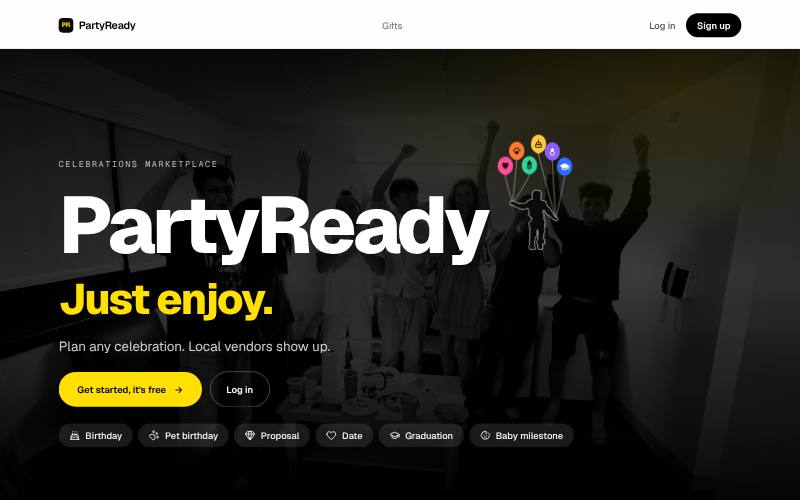 PR PartyReady
Gifts
Log in
Sign up
CELEBRATIONS MARKETPLACE
PartyReady
Just enjoy.
Plan any celebration. Local vendors show up.
Get started, it's free →
Log in
Birthday
Pet birthday
Proposal
Date
Graduation
Baby milestone